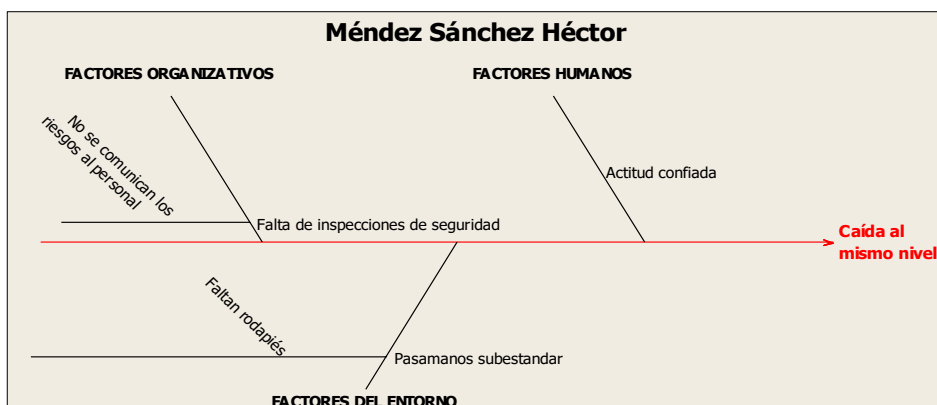 Méndez Sánchez Héctor
FACTORES ORGANIZATIVOS
FACTORES HUMANOS
No se comunican los
riesgos al personal
Actitud confiada
Falta de inspecciones de seguridad
Caída al
mismo nivel
Faltan rodapiés
Pasamanos subestandar
FACTORES DEL ENTORNO